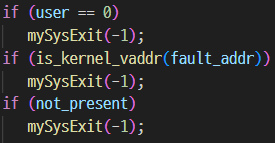 if (user == 0)
    mySysExit(-1);
if (is_kernel_vaddr(fault_addr))
    mySysExit(-1);
if (not_present)
    mySysExit(-1);